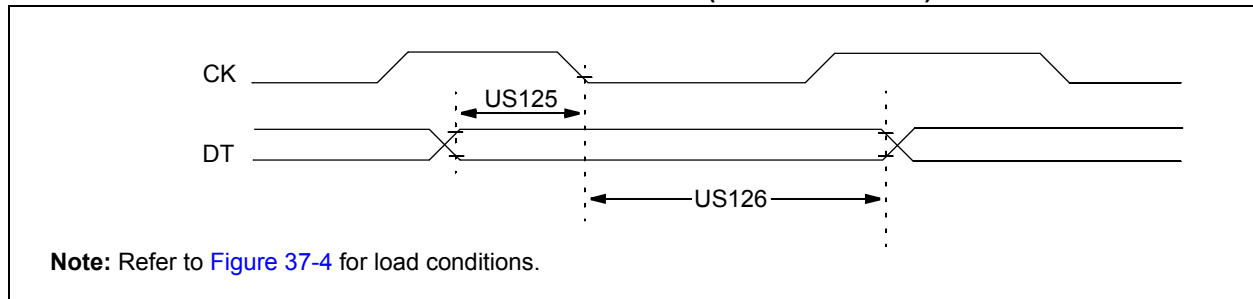 CK
US125
DT
US126
Note: Refer to Figure 37-4 for load conditions.